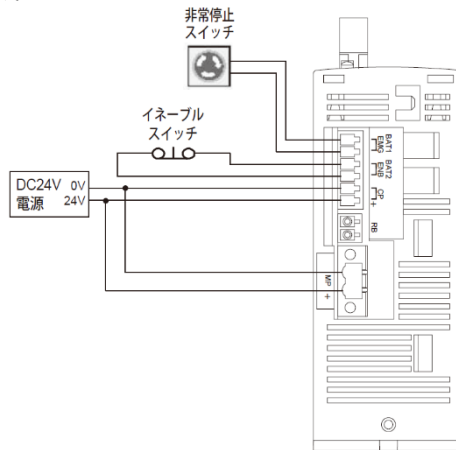 非常停止
スイッチ
イネーブル
スイッチ
DC24V 0V
電源 24V
BAT1
EMG
BAT2
ENB
CP
+
RB
MP
+